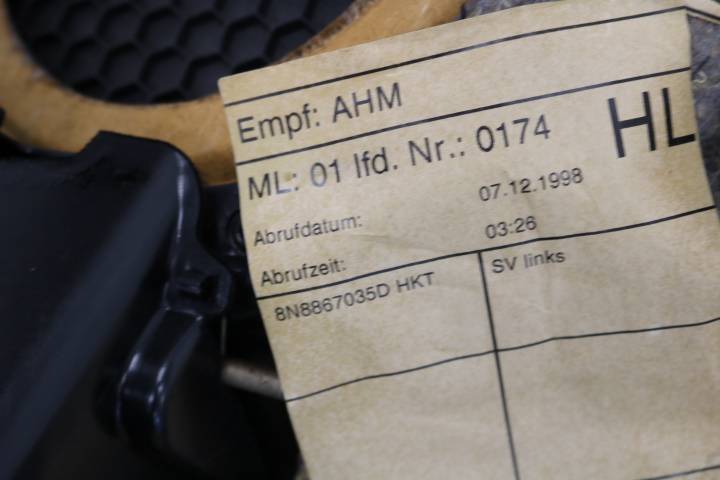 Empf: AHM
ML: 01 lfd. Nr.: 0174 HL
Abrufdatum: 07.12.1998
Abrufzeit: 03:26
8N8867035D HKT SV links